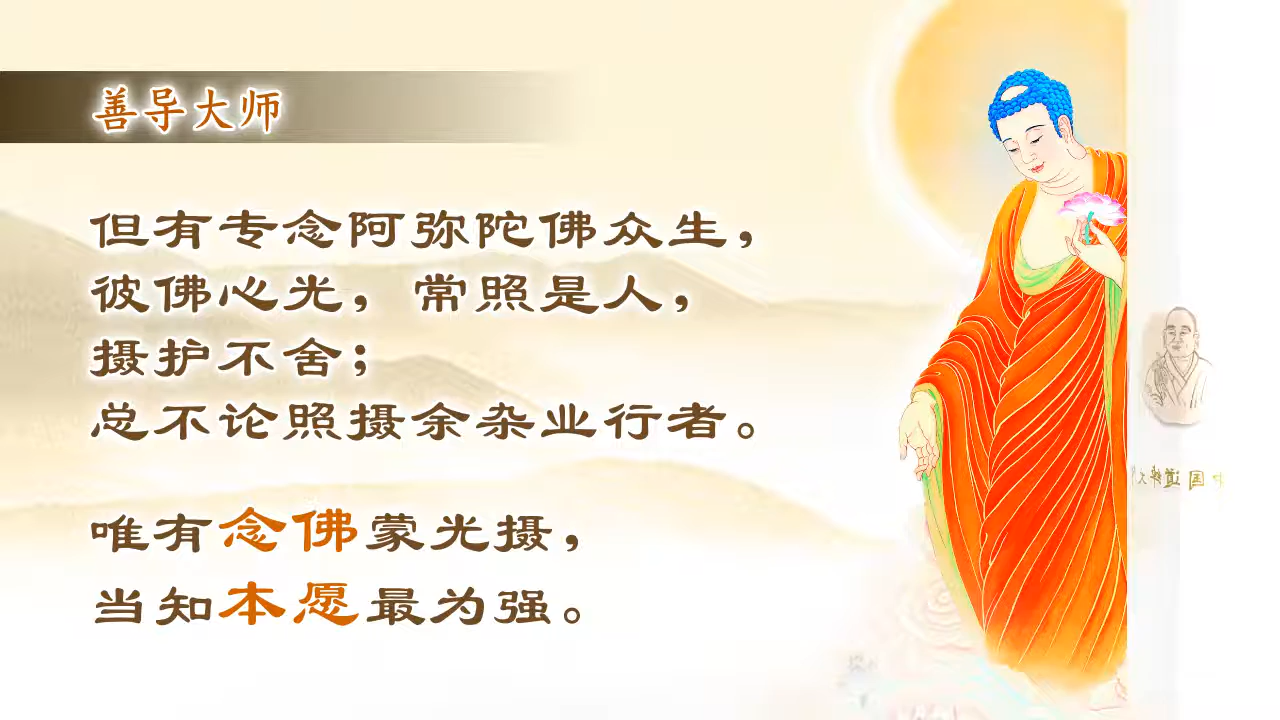 善导大师
但有专念阿弥陀佛众生，
彼佛心光，常照是人，
摄护不舍；
总不论照摄余杂业行者。
唯有念佛蒙光摄，
当知本愿最为强。